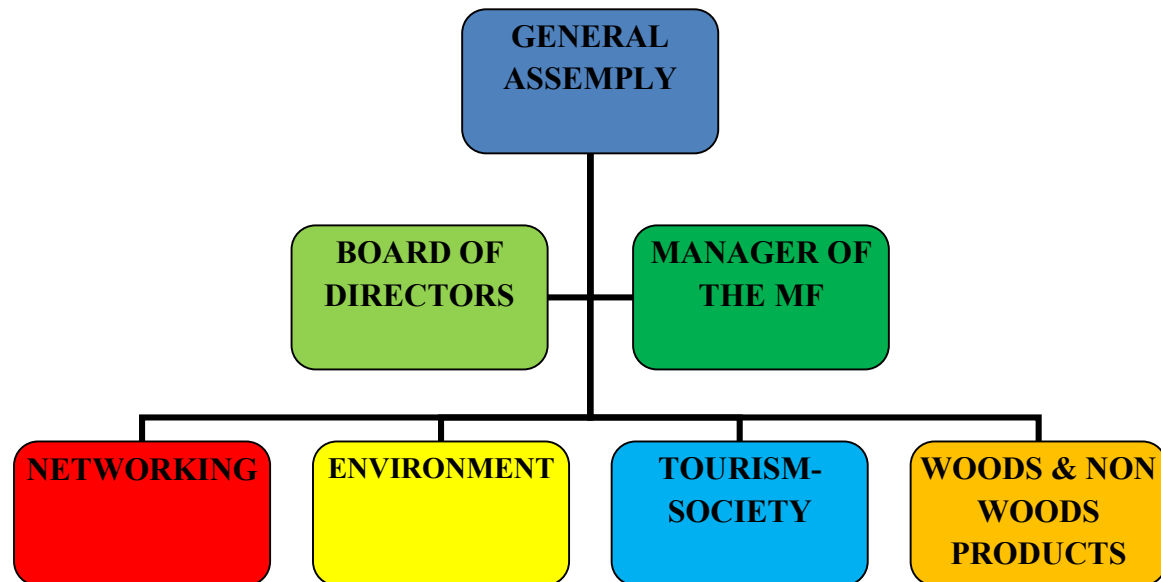 GENERAL
ASSEMPLY
BOARD OF
DIRECTORS
MANAGER OF
THE MF
NETWORKING
ENVIRONMENT
TOURISM-
SOCIETY
WOODS & NON
WOODS
PRODUCTS